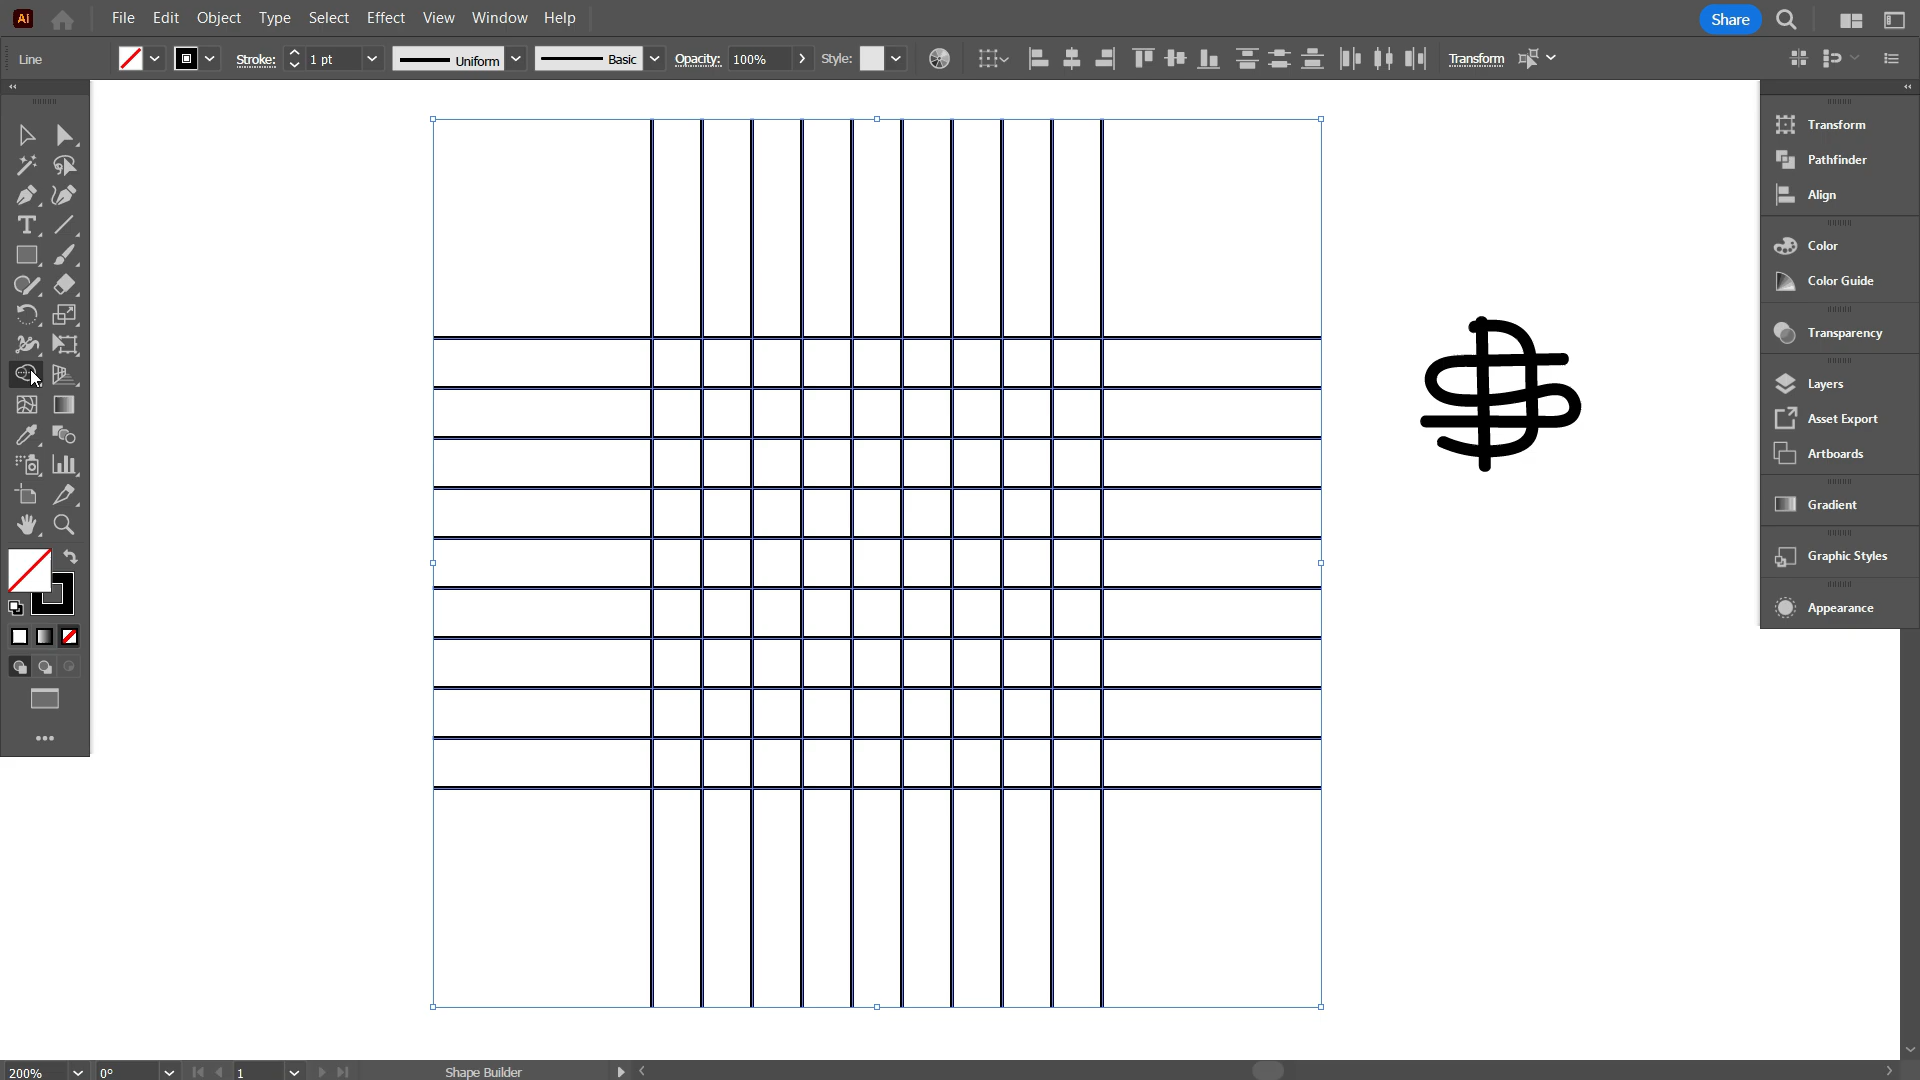 Ai File Edit Object Type Select Effect View Window Help Share
Line Stroke: 1 pt Uniform Basic Opacity: 100% Style: Transform
Transform
Pathfinder
Align
Color
Color Guide
Transparency
Layers
Asset Export
Artboards
Gradient
Graphic Styles
Appearance
200% 0° 1 Shape Builder